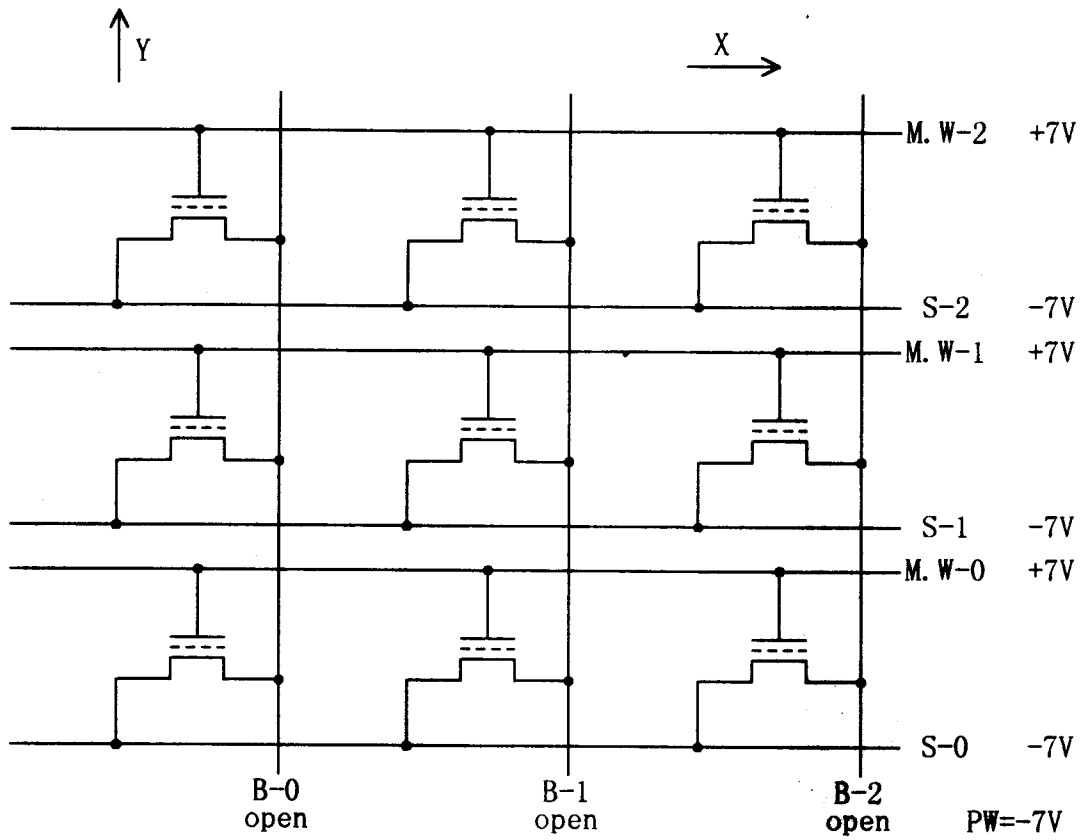 Y
X
M. W-2 +7V
S-2 -7V
M. W-1 +7V
S-1 -7V
M. W-0 +7V
S-0 -7V
B-0 B-1 B-2
open open open PW=-7V